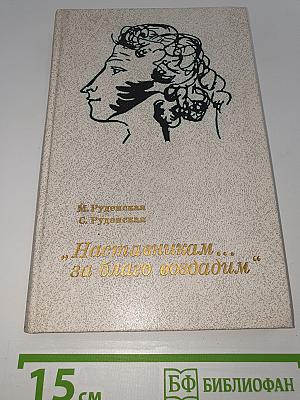 М. Руденская
С. Руденская
„Наставникам...
за благо воздадим“
15 см
БФ БИБЛИОФАН